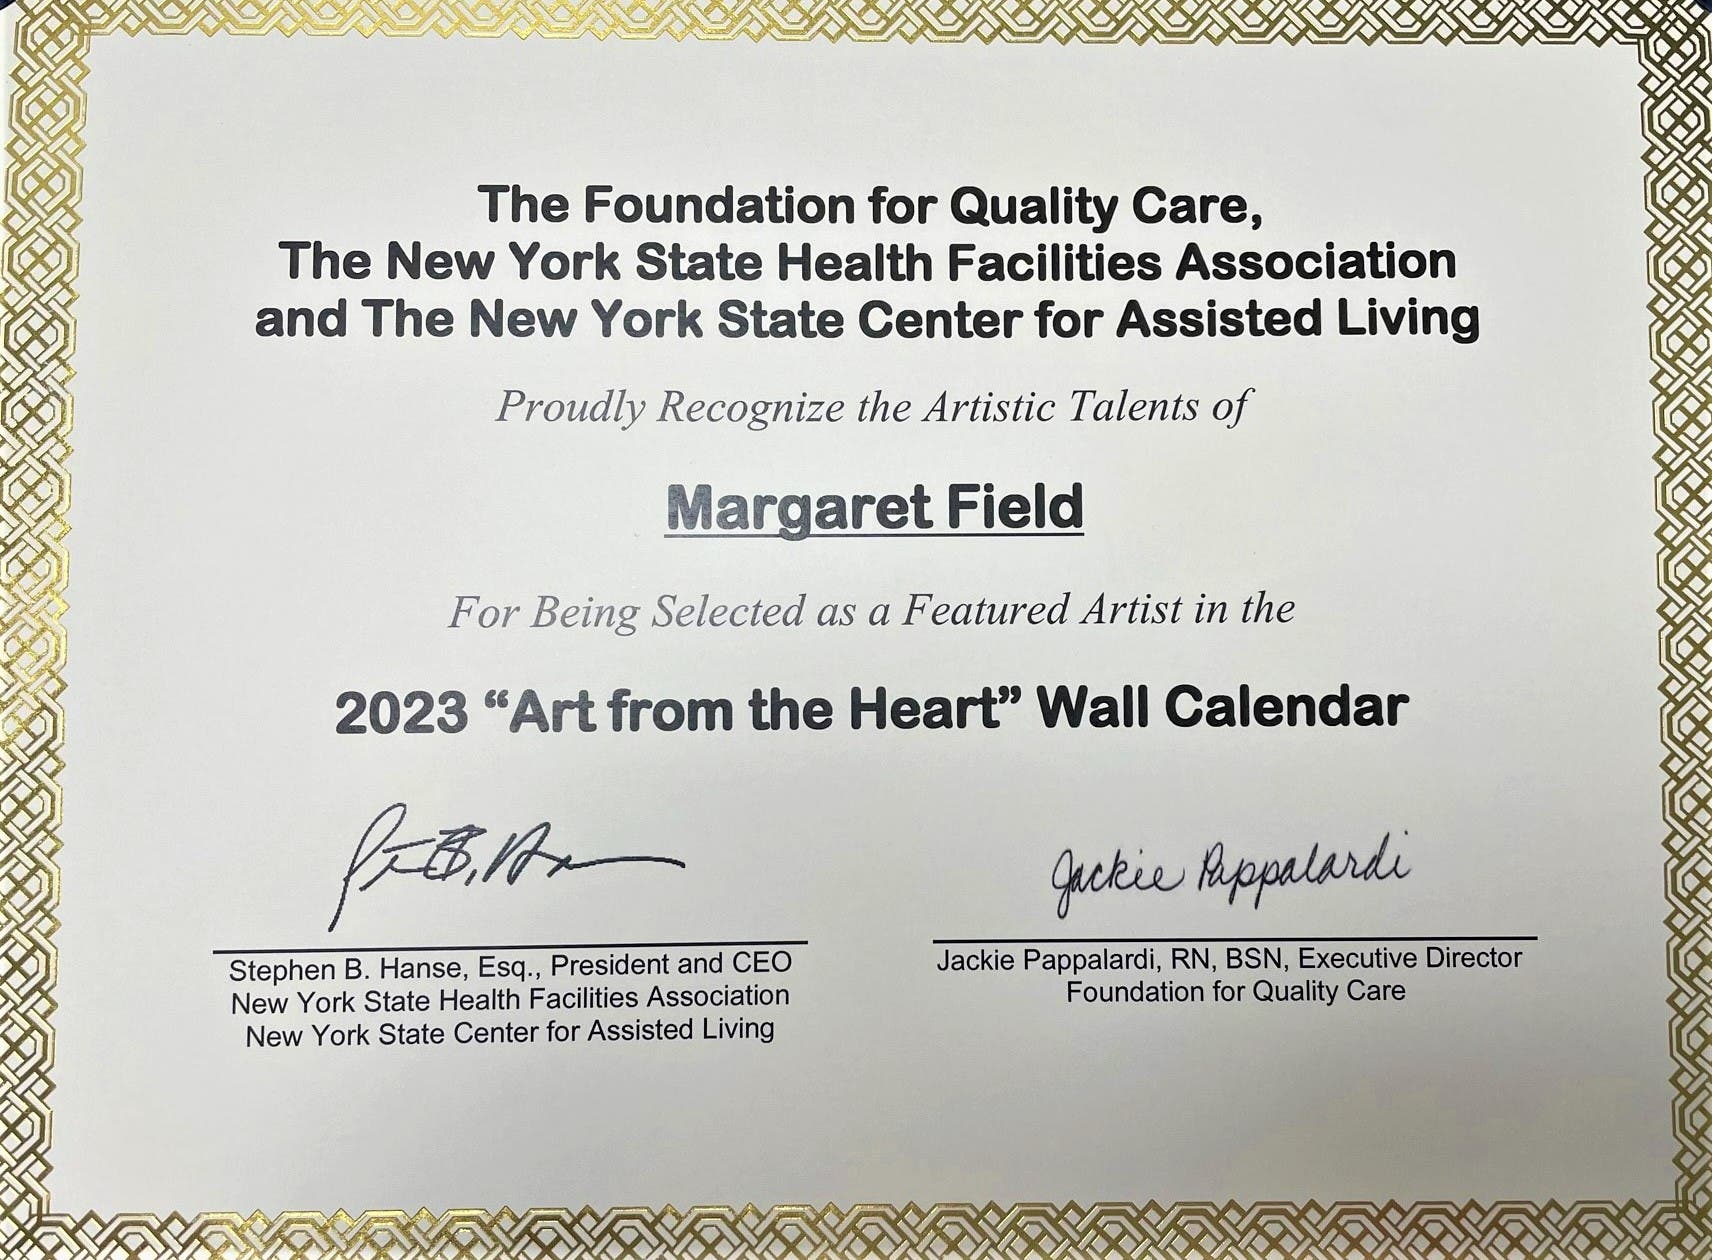 The Foundation for Quality Care,
The New York State Health Facilities Association
and The New York State Center for Assisted Living
Proudly Recognize the Artistic Talents of
Margaret Field
For Being Selected as a Featured Artist in the
2023 “Art from the Heart” Wall Calendar
Jackie Pappalardi
Stephen B. Hanse, Esq., President and CEO
New York State Health Facilities Association
New York State Center for Assisted Living
Jackie Pappalardi, RN, BSN, Executive Director
Foundation for Quality Care